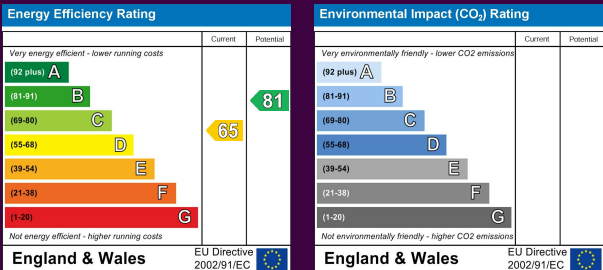 Energy Efficiency Rating
Current Potential
Very energy efficient - lower running costs
(92 plus) A
(81-91) B
81
(69-80) C
65
(55-68) D
(39-54) E
(21-38) F
(1-20) G
Not energy efficient - higher running costs
England & Wales
EU Directive
2002/91/EC
Environmental Impact (CO₂) Rating
Current Potential
Very environmentally friendly - lower CO2 emissions
(92 plus) A
(81-91) B
(69-80) C
(55-68) D
(39-54) E
(21-38) F
(1-20) G
Not environmentally friendly - higher CO2 emissions
England & Wales
EU Directive
2002/91/EC